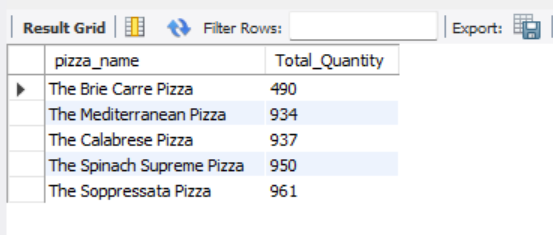 Result Grid Filter Rows: Export:
pizza_name Total_Quantity
The Brie Carre Pizza 490
The Mediterranean Pizza 934
The Calabrese Pizza 937
The Spinach Supreme Pizza 950
The Soppressata Pizza 961